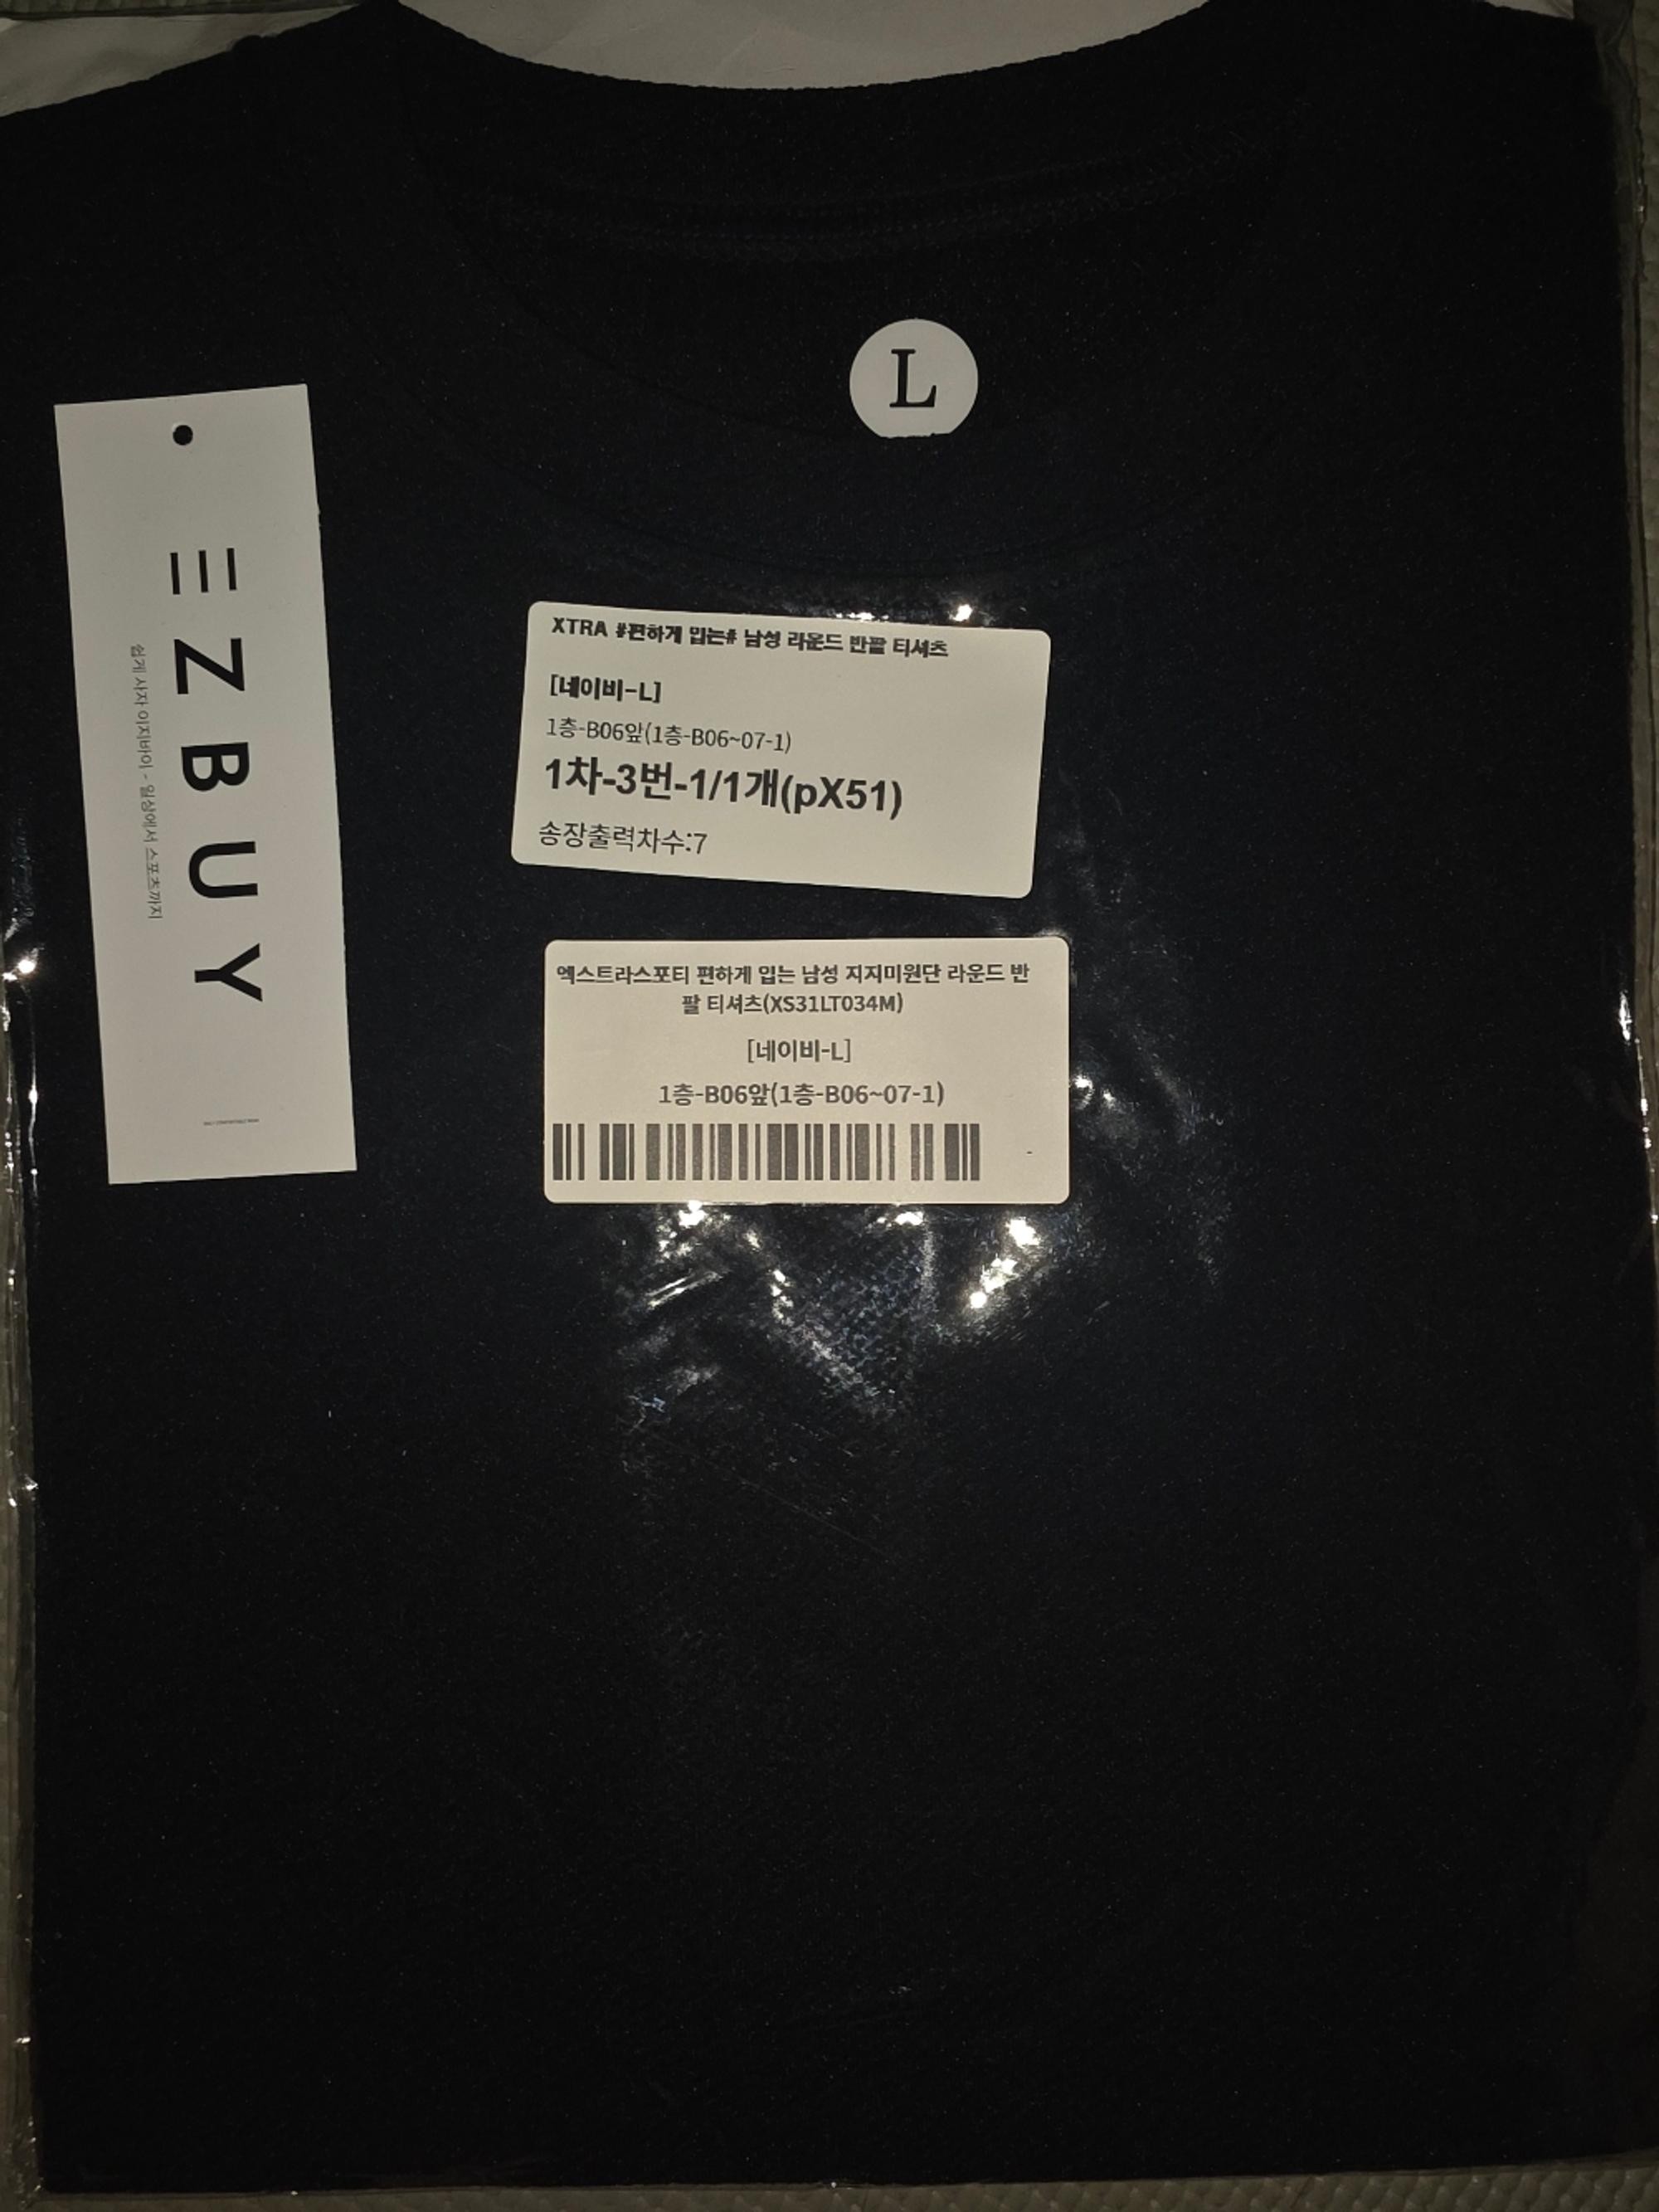 L
EZBUY
쉽게 사자 이지바이 - 일상에서 스포츠까지
XTRA #편하게 입는# 남성 라운드 반팔 티셔츠
[네이비-L]
1층-B06앞(1층-B06~07-1)
1차-3번-1/1개(pX51)
송장출력차수:7
엑스트라스포티 편하게 입는 남성 지지미원단 라운드 반
팔 티셔츠(XS31LT034M)
[네이비-L]
1층-B06앞(1층-B06~07-1)